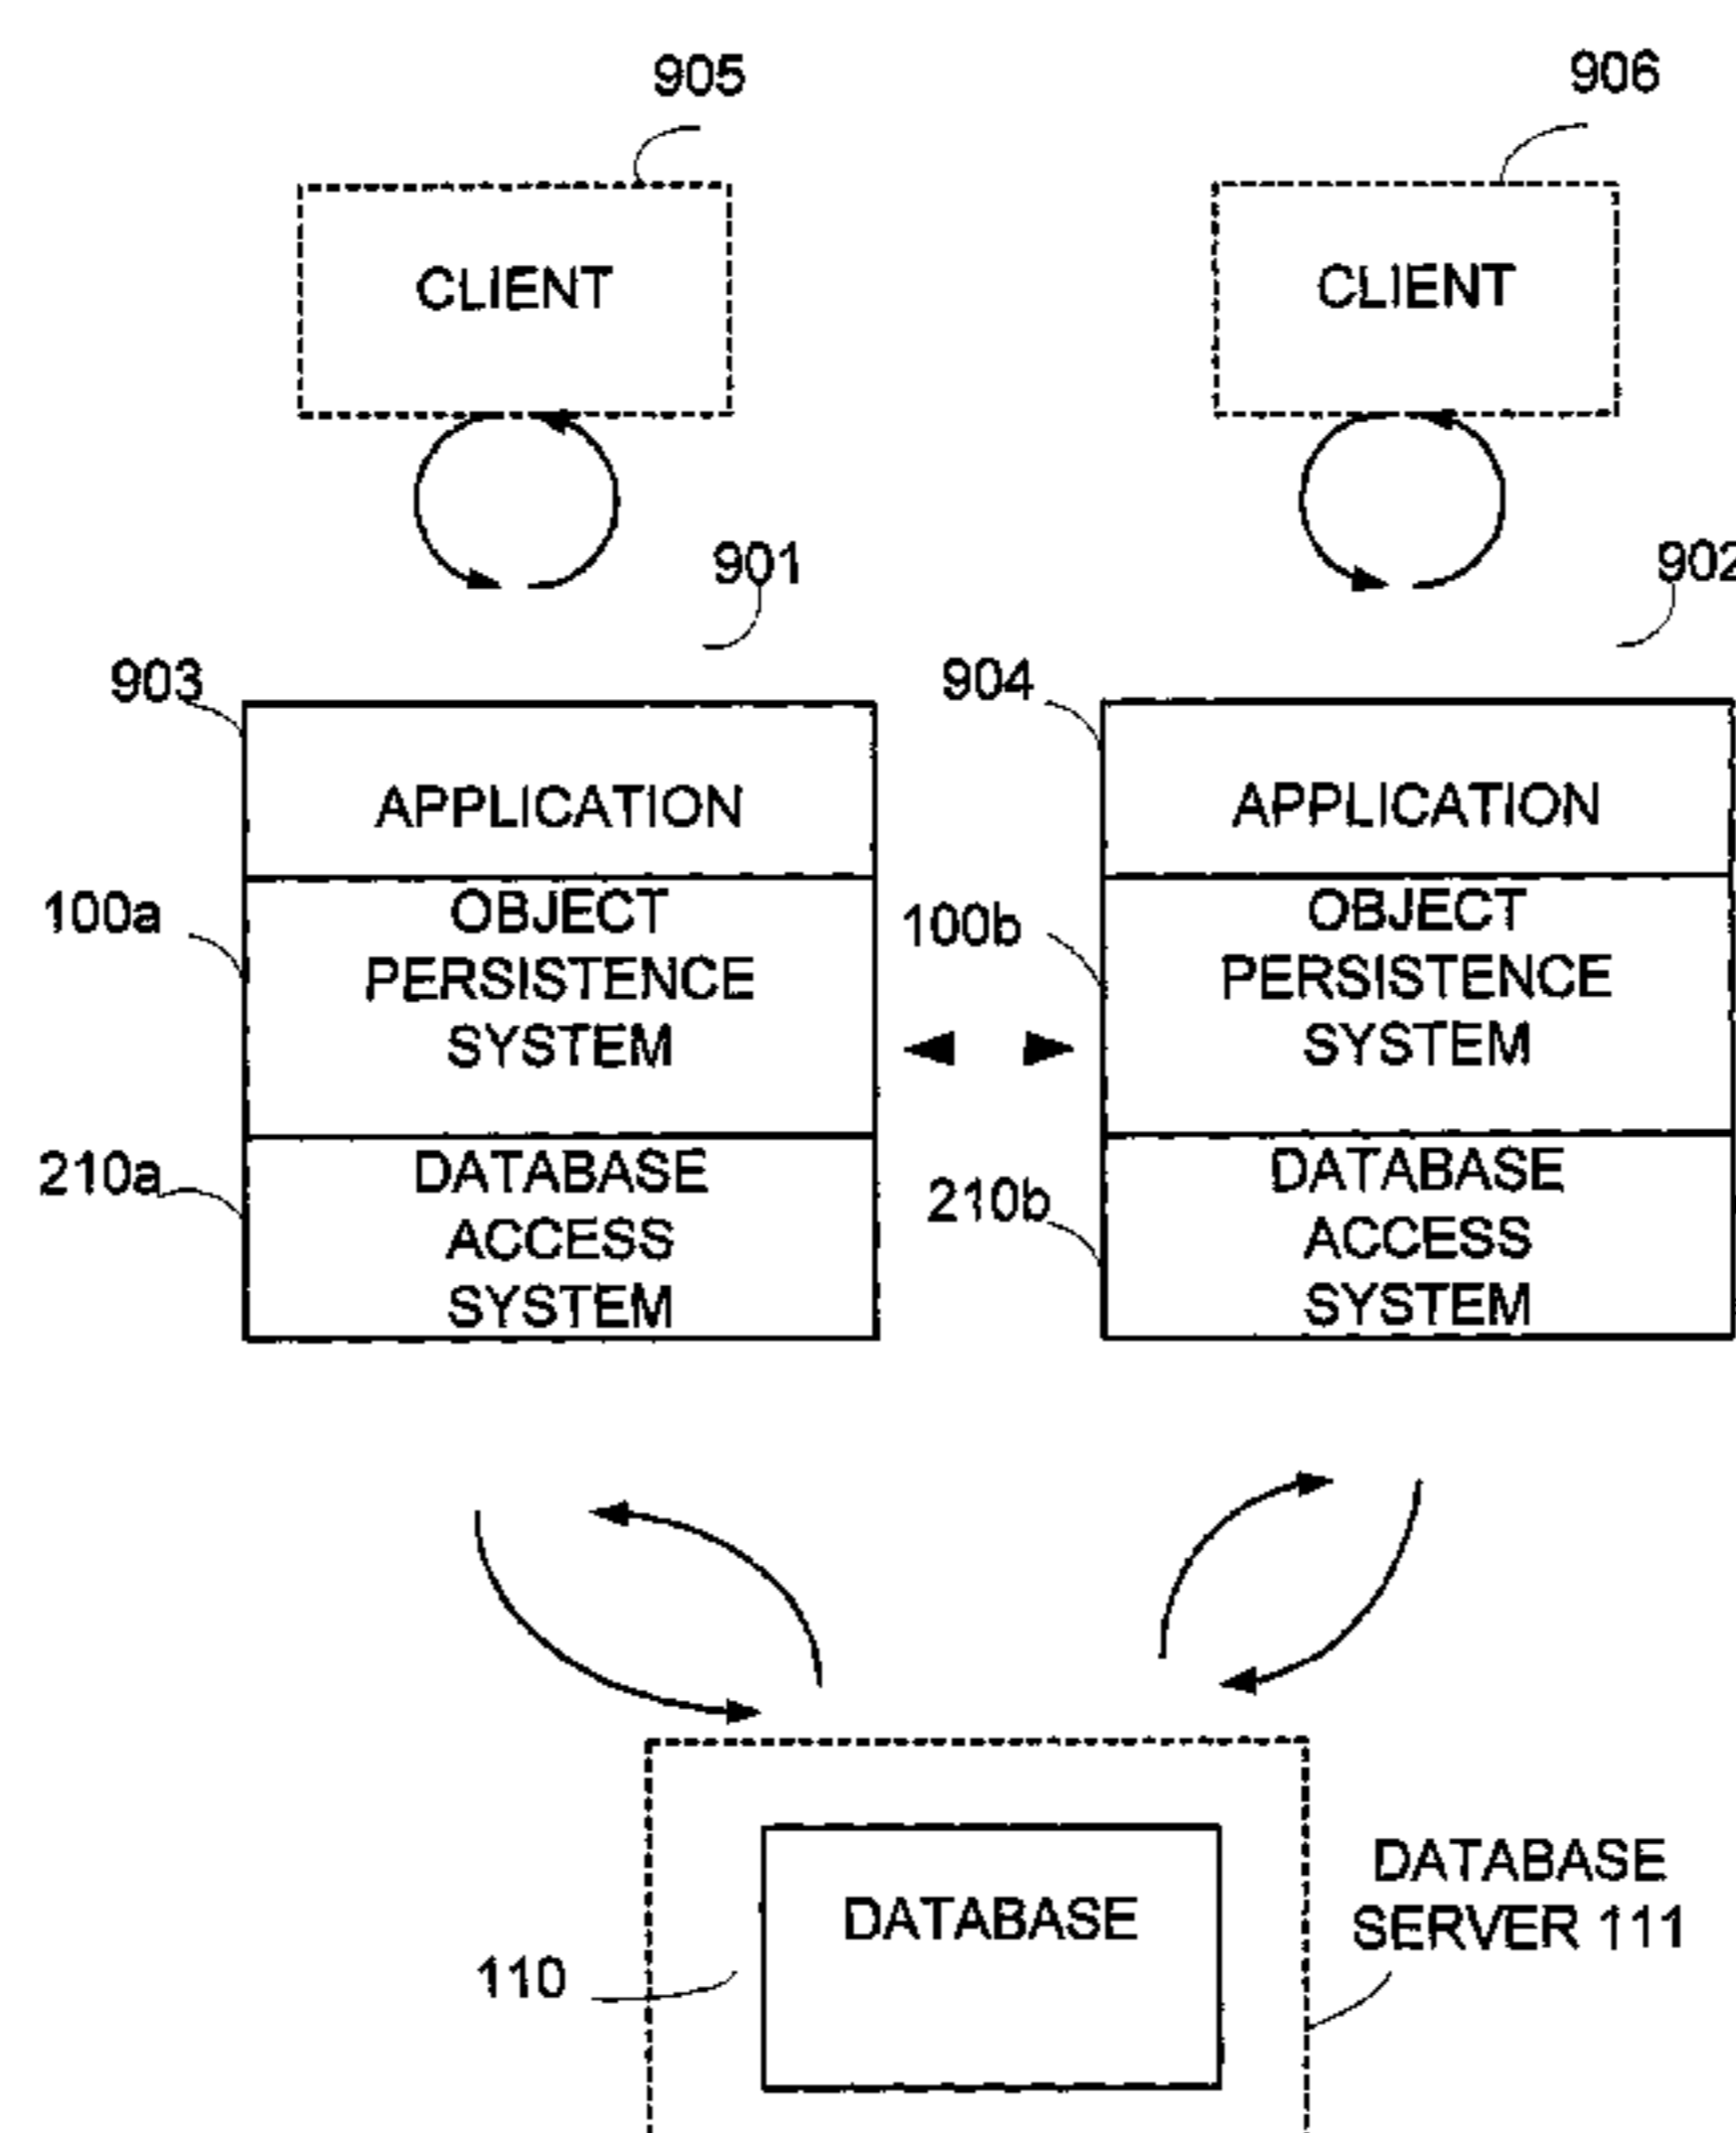 905
906
CLIENT
CLIENT
901
902
903
904
APPLICATION
APPLICATION
100a
OBJECT
PERSISTENCE
SYSTEM
100b
OBJECT
PERSISTENCE
SYSTEM
210a
DATABASE
ACCESS
SYSTEM
210b
DATABASE
ACCESS
SYSTEM
DATABASE
110
DATABASE
SERVER 111